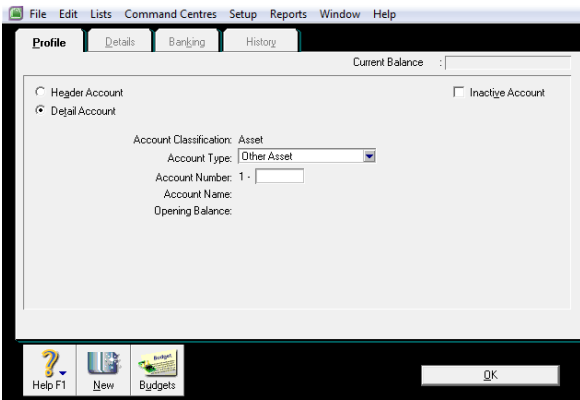 File Edit Lists Command Centres Setup Reports Window Help
Profile Details Banking History
Current Balance :
Header Account Inactive Account
Detail Account
Account Classification: Asset
Account Type: Other Asset
Account Number: 1 -
Account Name:
Opening Balance:
Budget
Help F1 New Budgets OK